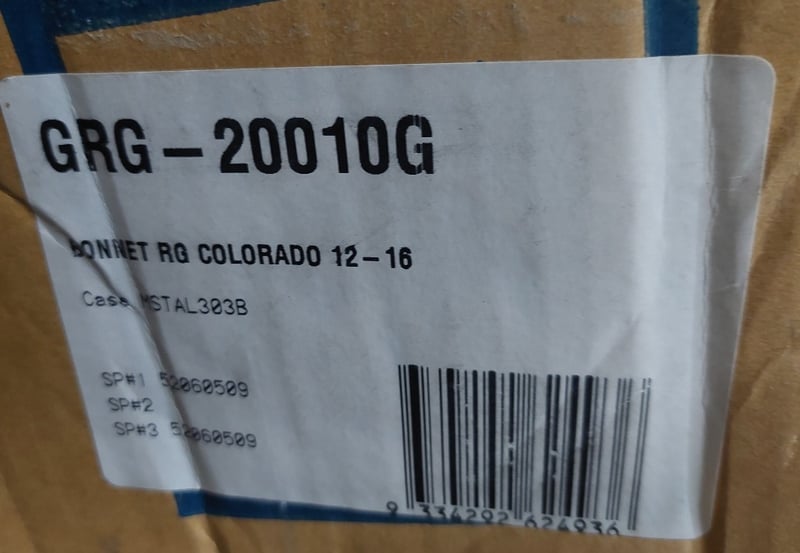 GRG-20010G
BONNET RG COLORADO 12-16
Case MSTAL303B
SP#1 52060509
SP#2
SP#3 52060509
9 334292 624936